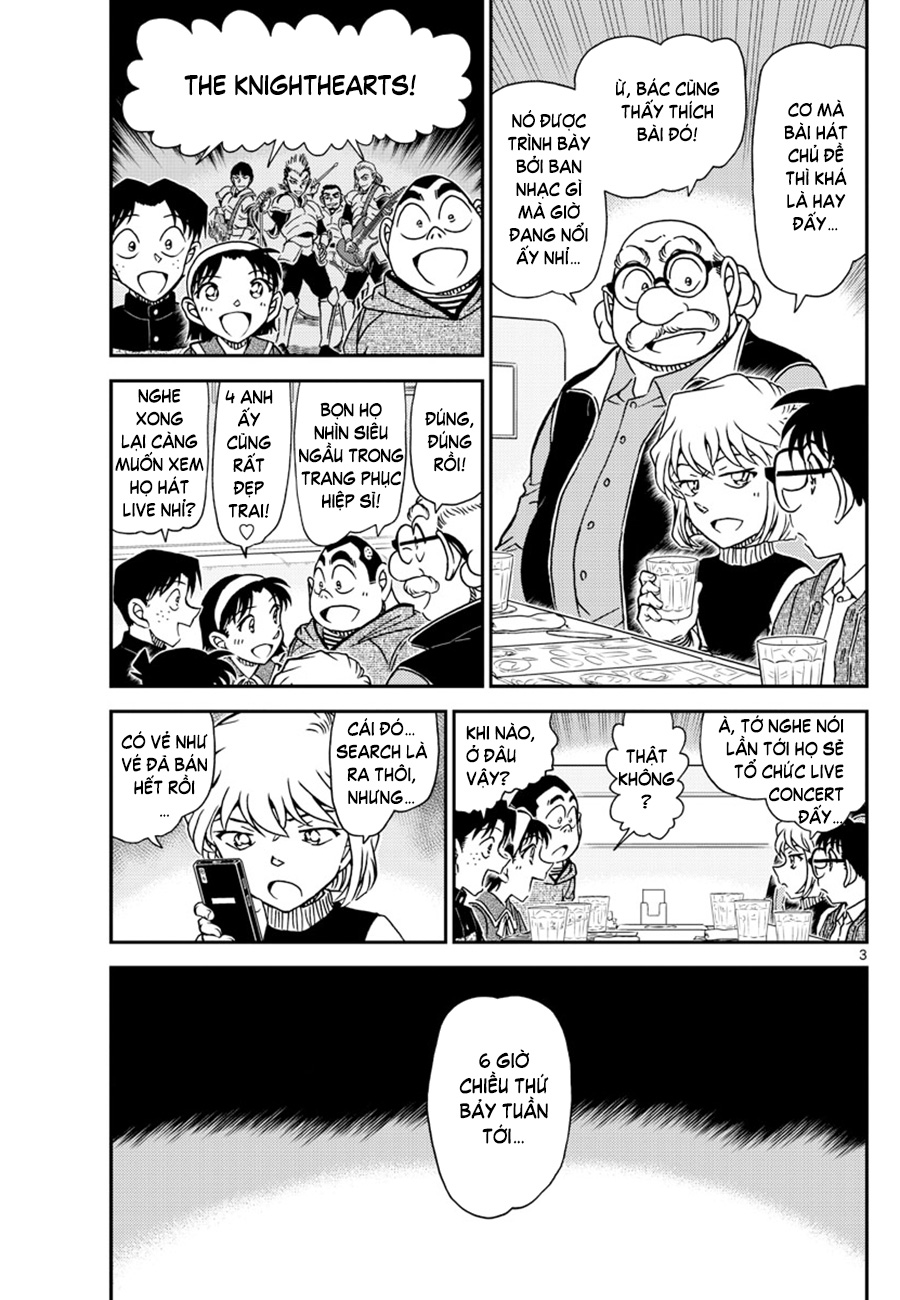 CƠ MÀ
BÀI HÁT
CHỦ ĐỀ
THÌ KHÁ
LÀ HAY
ĐẤY...
Ừ, BÁC CŨNG
THẤY THÍCH
BÀI ĐÓ!
NÓ ĐƯỢC
TRÌNH BÀY
BỞI BAN
NHẠC GÌ
MÀ GIỜ
ĐANG NỔI
ẤY NHỈ...
THE KNIGHTHEARTS!
ĐÚNG,
ĐÚNG
RỒI!
BỌN HỌ
NHÌN SIÊU
NGẦU TRONG
TRANG PHỤC
HIỆP SĨ!
4 ANH
ẤY
CŨNG
RẤT
ĐẸP
TRAI!
♡
NGHE
XONG
LẠI CÀNG
MUỐN XEM
HỌ HÁT
LIVE NHỈ?
À, TỚ NGHE NÓI
LẦN TỚI HỌ SẼ
TỔ CHỨC LIVE
CONCERT
ĐẤY...
THẬT
KHÔNG
?
KHI NÀO,
Ở ĐÂU
VẬY?
CÁI ĐÓ...
SEARCH LÀ
RA THÔI,
NHƯNG...
CÓ VẺ NHƯ
VÉ ĐÃ BÁN
HẾT RỒI
...
3
6 GIỜ
CHIỀU THỨ
BẢY TUẦN
TỚI...